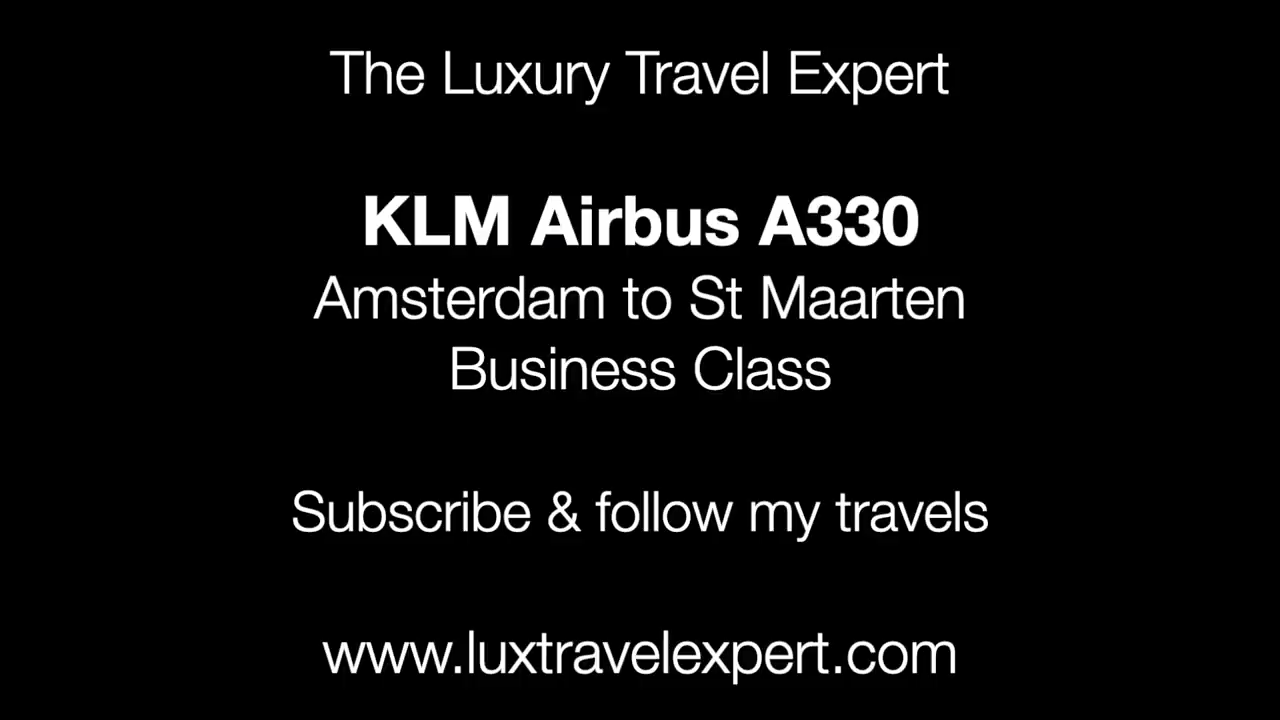 The Luxury Travel Expert
KLM Airbus A330
Amsterdam to St Maarten
Business Class
Subscribe & follow my travels
www.luxtravelexpert.com